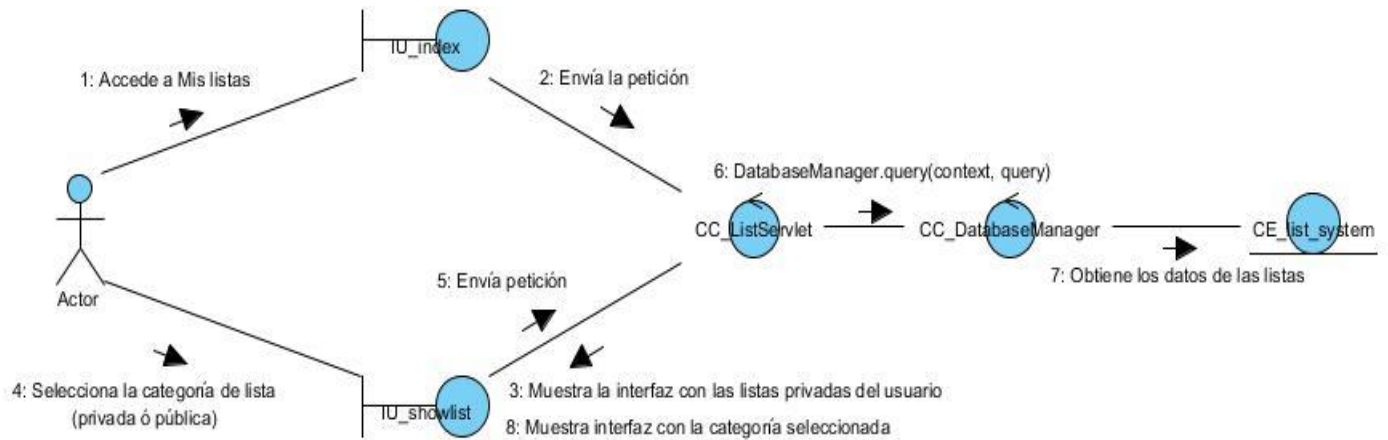 IU_index
1: Accede a Mis listas
2: Envía la petición
6: DatabaseManager.query(context, query)
CC_ListServlet
CC_DatabaseManager
CE_list_system
7: Obtiene los datos de las listas
5: Envía petición
Actor
4: Selecciona la categoría de lista
(privada ó pública)
3: Muestra la interfaz con las listas privadas del usuario
IU_showlist
8: Muestra interfaz con la categoría seleccionada